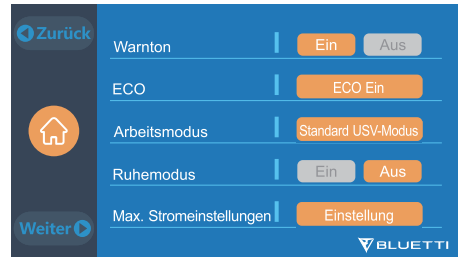 Zurück
Warnton Ein Aus
ECO ECO Ein
Arbeitsmodus Standard USV-Modus
Ruhemodus Ein Aus
Max. Stromeinstellungen Einstellung
Weiter
BLUETTI